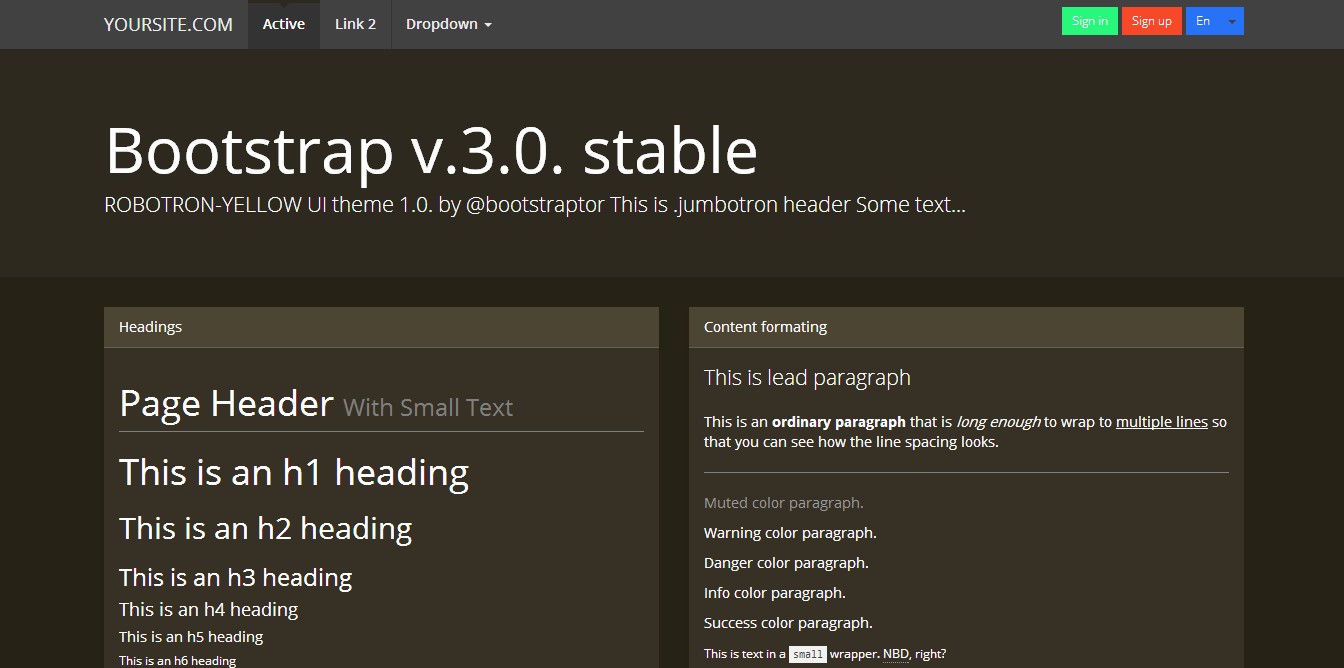 YOURSITE.COM Active Link 2 Dropdown Sign in Sign up En
Bootstrap v.3.0. stable
ROBOTRON-YELLOW UI theme 1.0. by @bootstraptor This is .jumbotron header Some text...
Headings
Page Header With Small Text
This is an h1 heading
This is an h2 heading
This is an h3 heading
This is an h4 heading
This is an h5 heading
This is an h6 heading
Content formating
This is lead paragraph
This is an ordinary paragraph that is long enough to wrap to multiple lines so
that you can see how the line spacing looks.
Muted color paragraph.
Warning color paragraph.
Danger color paragraph.
Info color paragraph.
Success color paragraph.
This is text in a small wrapper. NBD, right?